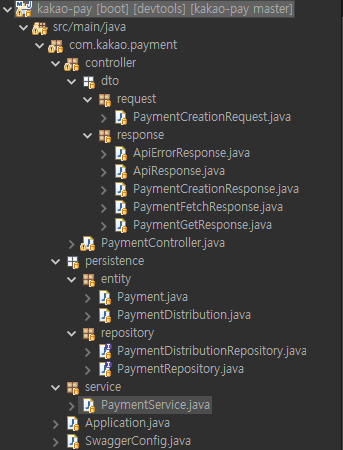 kakao-pay [boot] [devtools] [kakao-pay master]
src/main/java
com.kakao.payment
controller
dto
request
PaymentCreationRequest.java
response
ApiErrorResponse.java
ApiResponse.java
PaymentCreationResponse.java
PaymentFetchResponse.java
PaymentGetResponse.java
PaymentController.java
persistence
entity
Payment.java
PaymentDistribution.java
repository
PaymentDistributionRepository.java
PaymentRepository.java
service
PaymentService.java
Application.java
SwaggerConfig.java